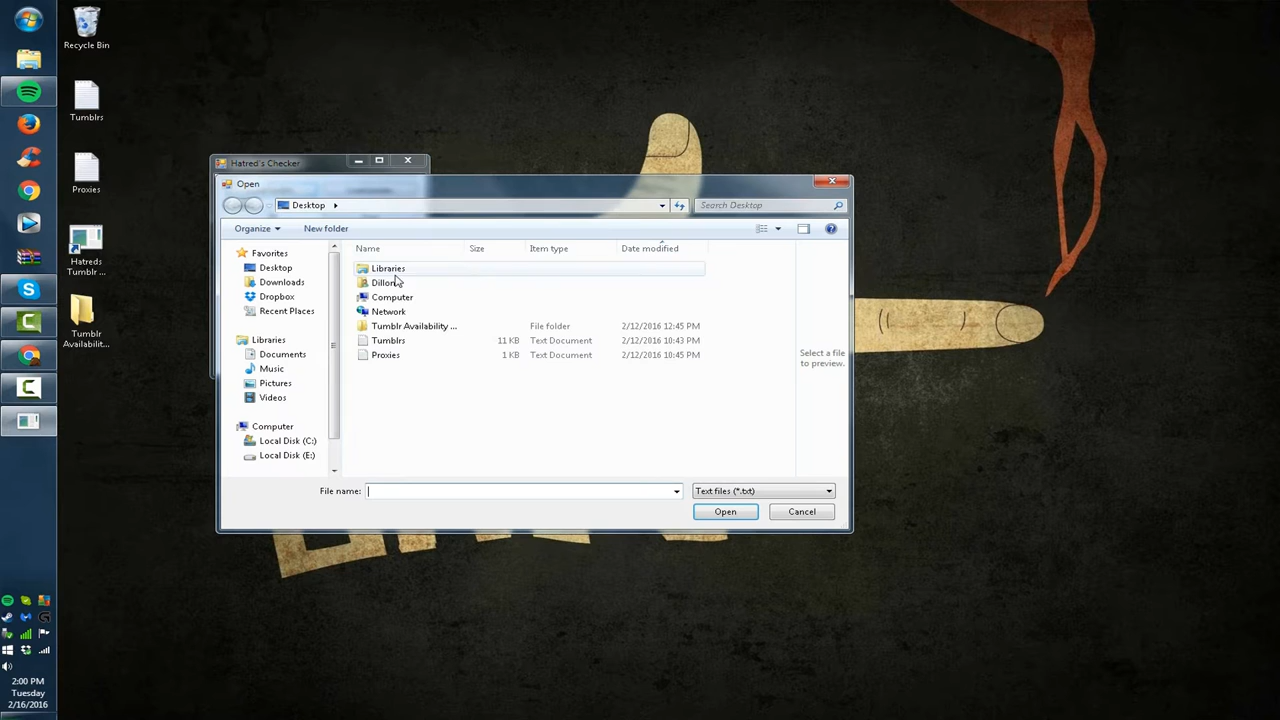 Recycle Bin
Tumblrs
Proxies
Hatreds
Tumblr ...
Tumblr
Availabilit...
2:00 PM
Tuesday
2/16/2016
Hatred's Checker
Open
Desktop
Search Desktop
Organize
New folder
Favorites
Desktop
Downloads
Dropbox
Recent Places
Libraries
Documents
Music
Pictures
Videos
Computer
Local Disk (C:)
Local Disk (E:)
Name Size Item type Date modified
Libraries
Dillon
Computer
Network
Tumblr Availability ... File folder 2/12/2016 12:45 PM
Tumblrs 11 KB Text Document 2/12/2016 10:43 PM
Proxies 1 KB Text Document 2/12/2016 10:45 PM
Select a file
to preview.
File name:
Text files (*.txt)
Open Cancel